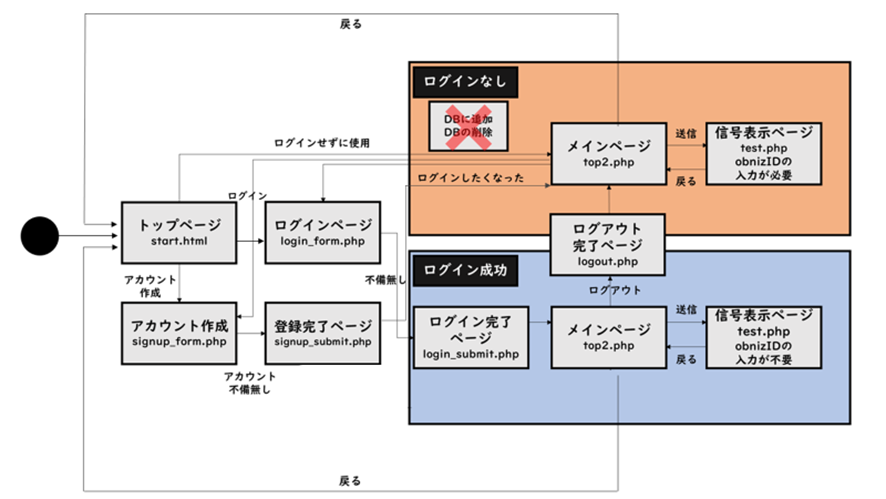 戻る
ログインなし
DBに追加
DBの削除
ログインせずに使用
メインページ
top2.php
送信
戻る
信号表示ページ
test.php
obnizIDの
入力が必要
ログインしたくなった
ログイン
トップページ
start.html
ログインページ
login_form.php
ログアウト
完了ページ
logout.php
アカウント
作成
不備無し
ログイン成功
ログアウト
アカウント作成
signup_form.php
登録完了ページ
signup_submit.php
ログイン完了
ページ
login_submit.php
メインページ
top2.php
送信
戻る
信号表示ページ
test.php
obnizIDの
入力が不要
アカウント
不備無し
戻る